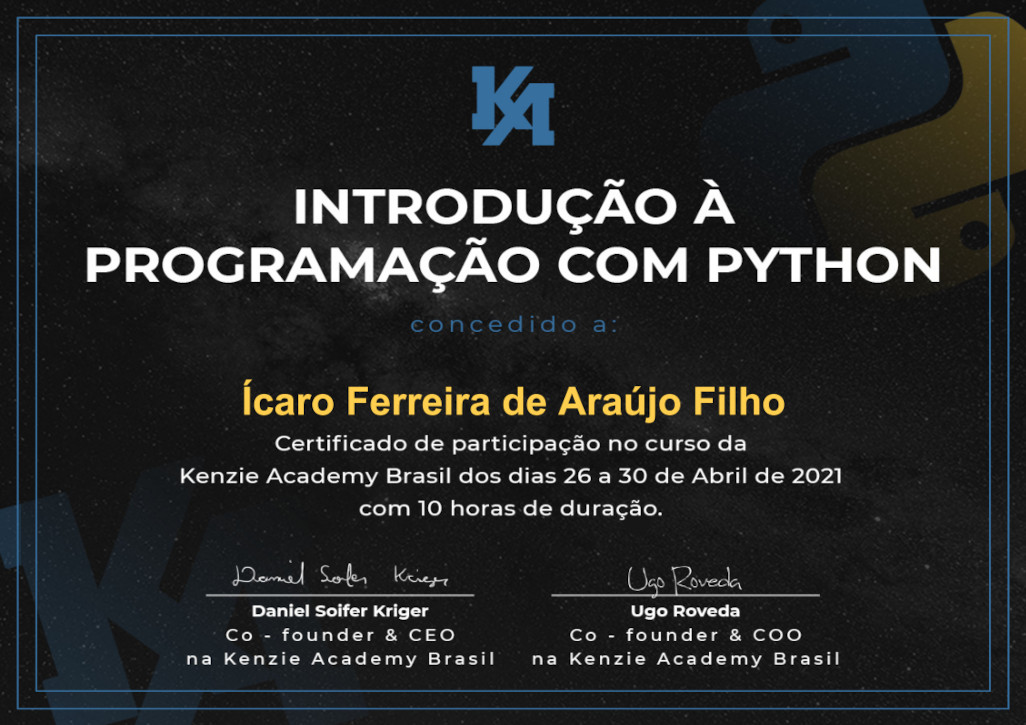 KA
INTRODUÇÃO À
PROGRAMAÇÃO COM PYTHON
concedido a:
Ícaro Ferreira de Araújo Filho
Certificado de participação no curso da
Kenzie Academy Brasil dos dias 26 a 30 de Abril de 2021
com 10 horas de duração.
Daniel Soifer Kriger
Ugo Roveda
Daniel Soifer Kriger
Ugo Roveda
Co - founder & CEO
Co - founder & COO
na Kenzie Academy Brasil
na Kenzie Academy Brasil